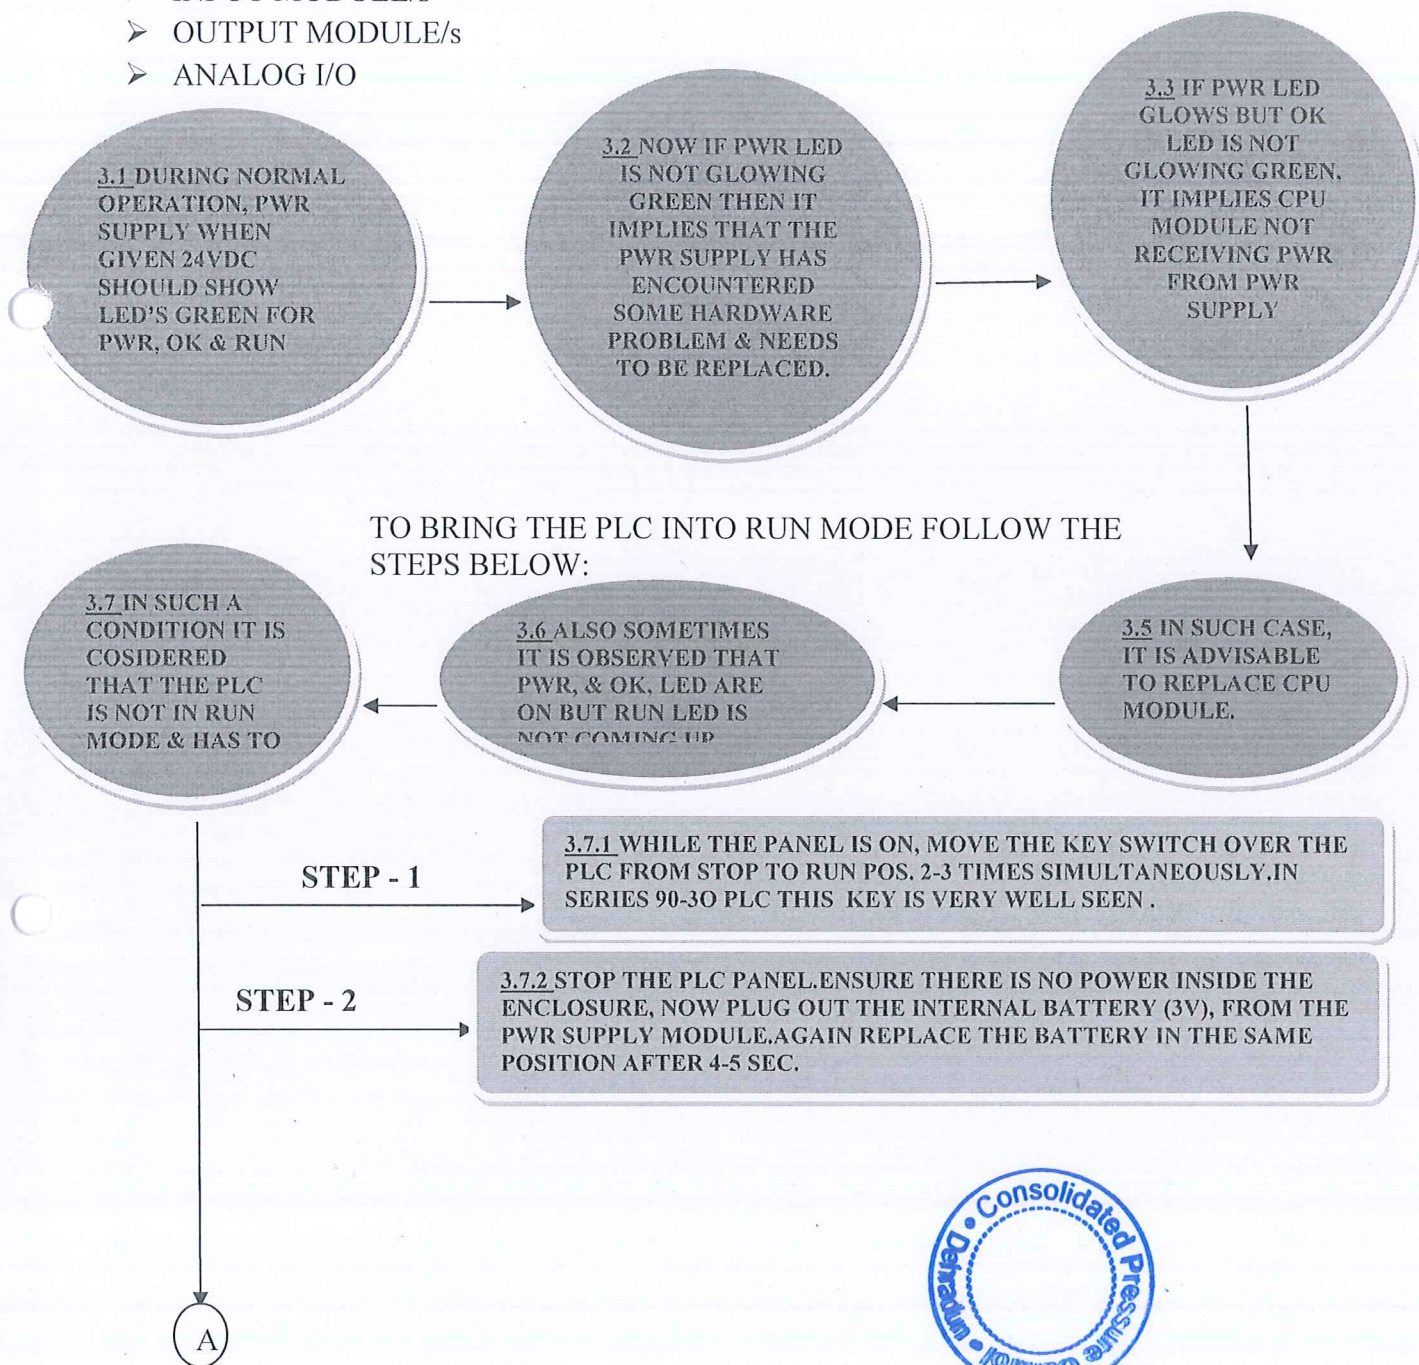 OUTPUT MODULE/s
ANALOG I/O
3.1 DURING NORMAL
OPERATION, PWR
SUPPLY WHEN
GIVEN 24VDC
SHOULD SHOW
LED'S GREEN FOR
PWR, OK & RUN
3.2 NOW IF PWR LED
IS NOT GLOWING
GREEN THEN IT
IMPLIES THAT THE
PWR SUPPLY HAS
ENCOUNTERED
SOME HARDWARE
PROBLEM & NEEDS
TO BE REPLACED.
3.3 IF PWR LED
GLOWS BUT OK
LED IS NOT
GLOWING GREEN.
IT IMPLIES CPU
MODULE NOT
RECEIVING PWR
FROM PWR
SUPPLY
TO BRING THE PLC INTO RUN MODE FOLLOW THE
STEPS BELOW:
3.7 IN SUCH A
CONDITION IT IS
COSIDERED
THAT THE PLC
IS NOT IN RUN
MODE & HAS TO
3.6 ALSO SOMETIMES
IT IS OBSERVED THAT
PWR, & OK, LED ARE
ON BUT RUN LED IS
NOT COMING UP
3.5 IN SUCH CASE,
IT IS ADVISABLE
TO REPLACE CPU
MODULE.
STEP - 1
3.7.1 WHILE THE PANEL IS ON, MOVE THE KEY SWITCH OVER THE
PLC FROM STOP TO RUN POS. 2-3 TIMES SIMULTANEOUSLY.IN
SERIES 90-3O PLC THIS KEY IS VERY WELL SEEN .
STEP - 2
3.7.2 STOP THE PLC PANEL.ENSURE THERE IS NO POWER INSIDE THE
ENCLOSURE, NOW PLUG OUT THE INTERNAL BATTERY (3V), FROM THE
PWR SUPPLY MODULE.AGAIN REPLACE THE BATTERY IN THE SAME
POSITION AFTER 4-5 SEC.
A
Consolidated Pressure Control • Dehradun •